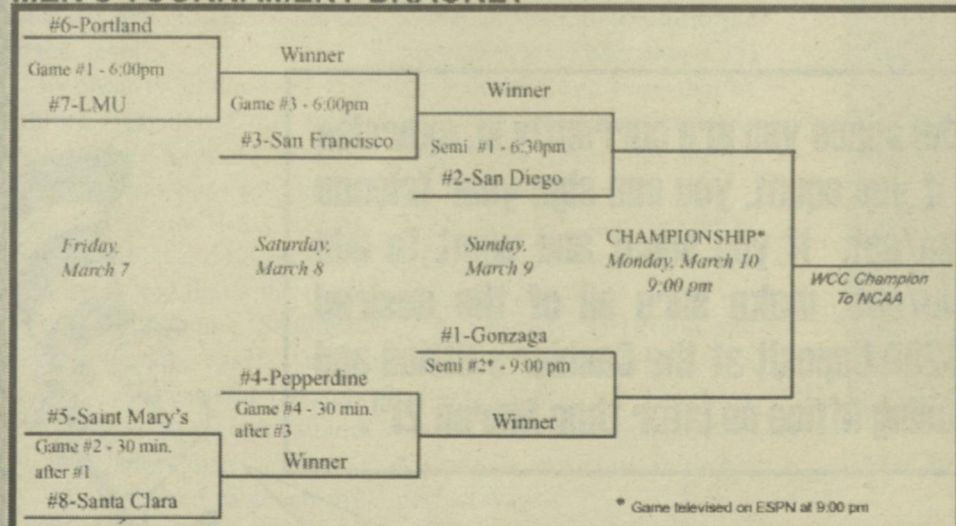 MEN'S TOURNAMENT BRACKET
#6-Portland
Game #1 - 6:00pm
#7-LMU
Winner
Game #3 - 6:00pm
#3-San Francisco
Winner
Semi #1 - 6:30pm
#2-San Diego
Friday,
March 7
Saturday,
March 8
Sunday,
March 9
CHAMPIONSHIP*
Monday, March 10
9:00 pm
WCC Champion
To NCAA
#1-Gonzaga
Semi #2* - 9:00 pm
Winner
#4-Pepperdine
Game #4 - 30 min.
after #3
Winner
#5-Saint Mary's
Game #2 - 30 min.
after #1
#8-Santa Clara
* Game televised on ESPN at 9:00 pm